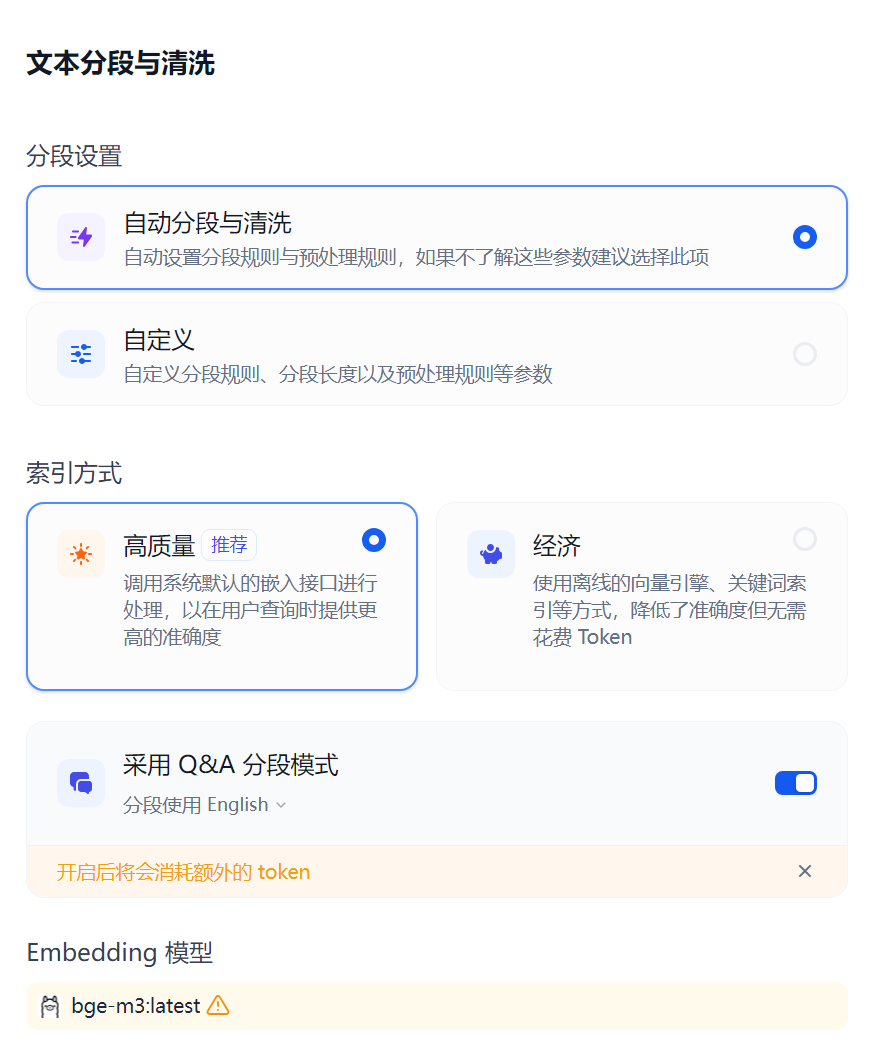 文本分段与清洗
分段设置
自动分段与清洗
自动设置分段规则与预处理规则，如果不了解这些参数建议选择此项
自定义
自定义分段规则、分段长度以及预处理规则等参数
索引方式
高质量 推荐
调用系统默认的嵌入接口进行
处理，以在用户查询时提供更
高的准确度
经济
使用离线的向量引擎、关键词索
引等方式，降低了准确度但无需
花费 Token
采用 Q&A 分段模式
分段使用 English
开启后将会消耗额外的 token
Embedding 模型
bge-m3:latest